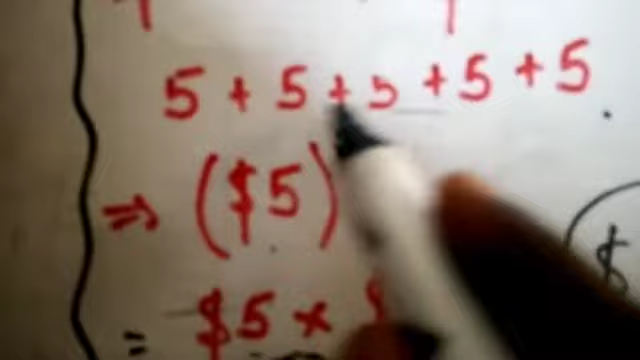 5 + 5 + 5 + 5 + 5
⇒ ($5)
= $5 ×
$